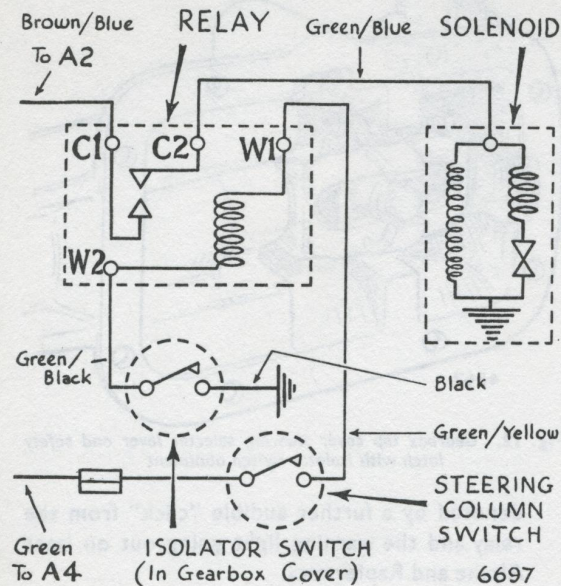 Brown/Blue
RELAY
Green/Blue
SOLENOID
To A2
C1
C2
W1
W2
Green/
Black
Black
Green/Yellow
STEERING
COLUMN
SWITCH
Green
To A4
ISOLATOR SWITCH
(In Gearbox Cover)
S6697